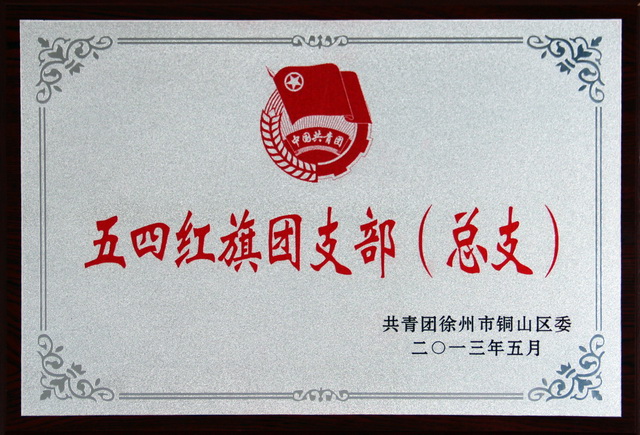 中国共青团
五四红旗团支部（总支）
共青团徐州市铜山区委
二〇一三年五月